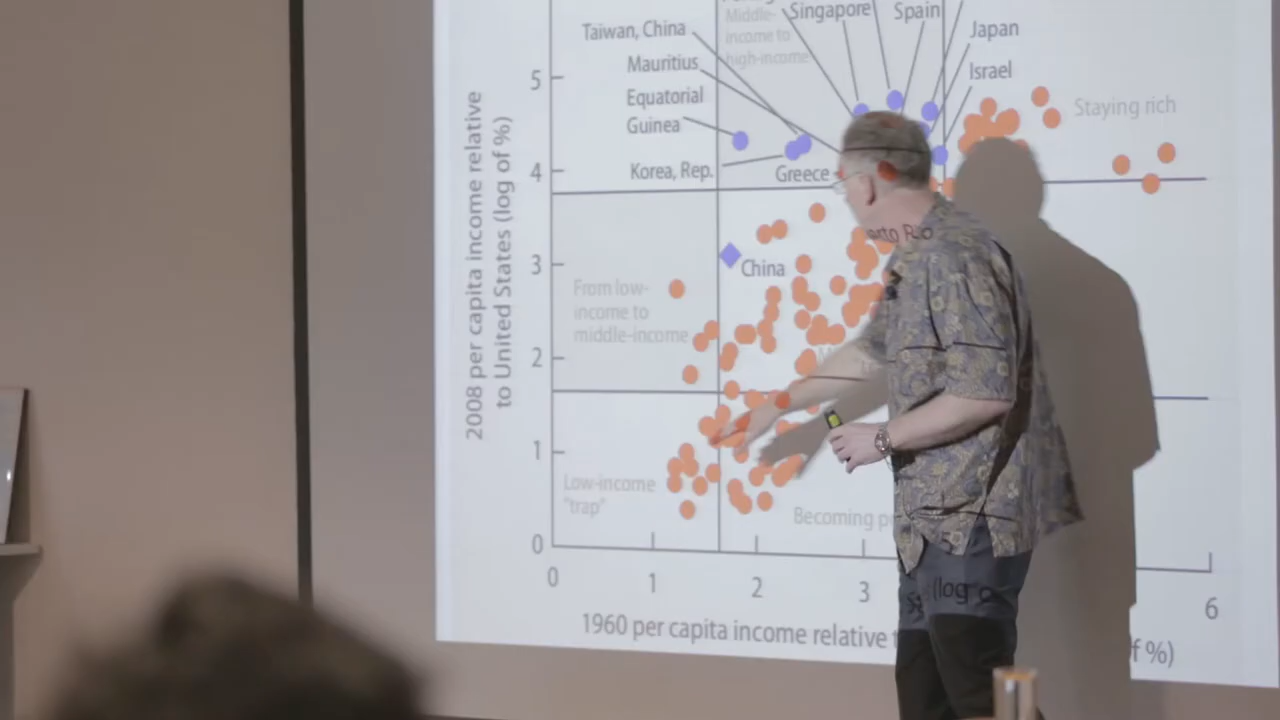 Middle-
income to
high-income
Singapore
Spain
Taiwan, China
Japan
Mauritius
Israel
Equatorial
Guinea
Staying rich
Korea, Rep.
Greece
China
From low-
income to
middle-income
Low-income
"trap"
Becoming
2008 per capita income relative
to United States (log of %)
5
4
3
2
1
0
0
1
2
3
6
1960 per capita income relative
(log
%)